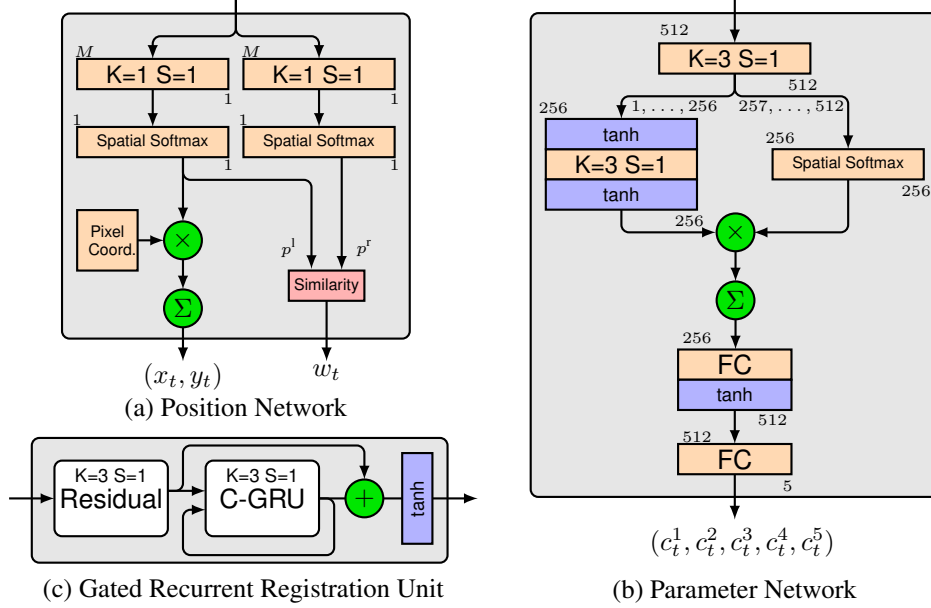 M
K=1 S=1
1
M
K=1 S=1
1
1
Spatial Softmax
1
1
Spatial Softmax
1
Pixel
Coord.
×
p^l
p^r
Similarity
Σ
(x_t, y_t)
w_t
(a) Position Network
K=3 S=1
Residual
K=3 S=1
C-GRU
+
tanh
(c) Gated Recurrent Registration Unit
512
K=3 S=1
512
1, . . . , 256
257, . . . , 512
256
tanh
K=3 S=1
tanh
256
256
Spatial Softmax
256
×
Σ
256
FC
tanh
512
512
FC
5
(c_t^1, c_t^2, c_t^3, c_t^4, c_t^5)
(b) Parameter Network